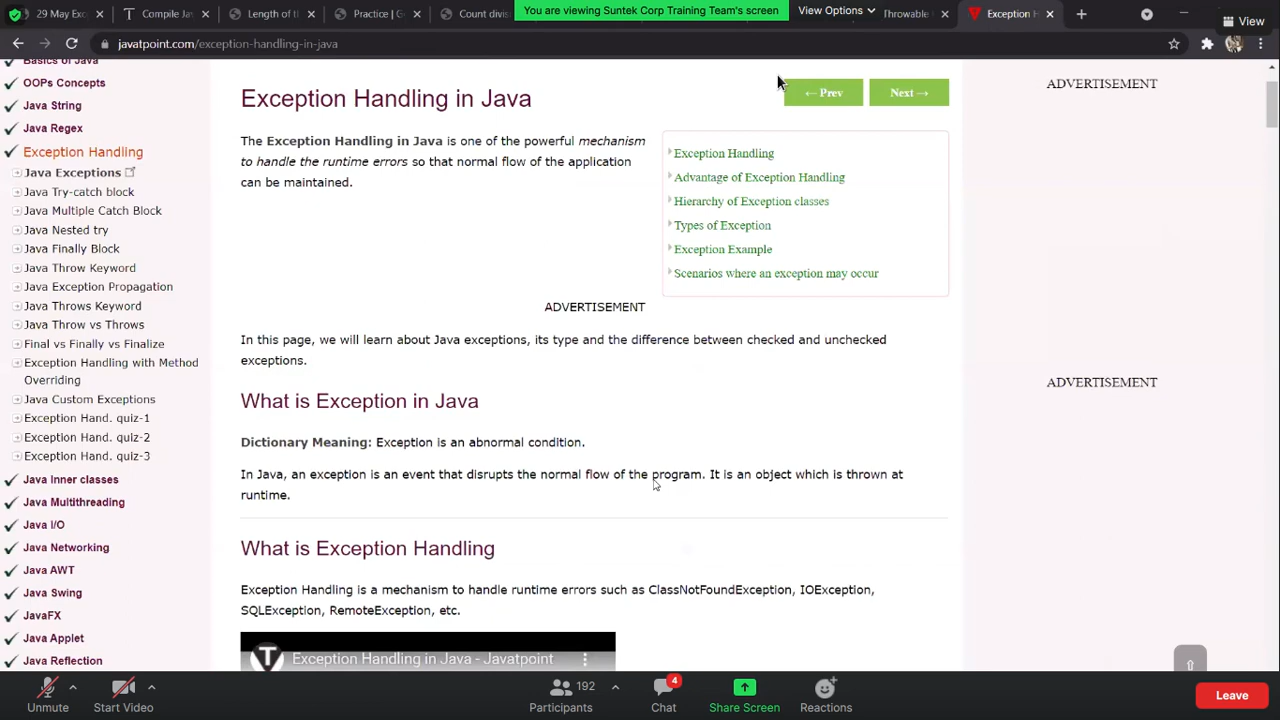 29 May Exc
Compile Jav
Length of ti
Practice | G
Count divis
You are viewing Suntek Corp Training Team's screen
View Options
Throwable
Exception H
View
javatpoint.com/exception-handling-in-java
Basics of Java
OOPs Concepts
Java String
Java Regex
Exception Handling
Java Exceptions
Java Try-catch block
Java Multiple Catch Block
Java Nested try
Java Finally Block
Java Throw Keyword
Java Exception Propagation
Java Throws Keyword
Java Throw vs Throws
Final vs Finally vs Finalize
Exception Handling with Method
Overriding
Java Custom Exceptions
Exception Hand. quiz-1
Exception Hand. quiz-2
Exception Hand. quiz-3
Java Inner classes
Java Multithreading
Java I/O
Java Networking
Java AWT
Java Swing
JavaFX
Java Applet
Java Reflection
Exception Handling in Java
← Prev
Next →
The Exception Handling in Java is one of the powerful mechanism
to handle the runtime errors so that normal flow of the application
can be maintained.
Exception Handling
Advantage of Exception Handling
Hierarchy of Exception classes
Types of Exception
Exception Example
Scenarios where an exception may occur
ADVERTISEMENT
In this page, we will learn about Java exceptions, its type and the difference between checked and unchecked
exceptions.
What is Exception in Java
Dictionary Meaning: Exception is an abnormal condition.
In Java, an exception is an event that disrupts the normal flow of the program. It is an object which is thrown at
runtime.
What is Exception Handling
Exception Handling is a mechanism to handle runtime errors such as ClassNotFoundException, IOException,
SQLException, RemoteException, etc.
Exception Handling in Java - Javatpoint
ADVERTISEMENT
ADVERTISEMENT
Unmute
Start Video
192
Participants
4
Chat
Share Screen
Reactions
Leave